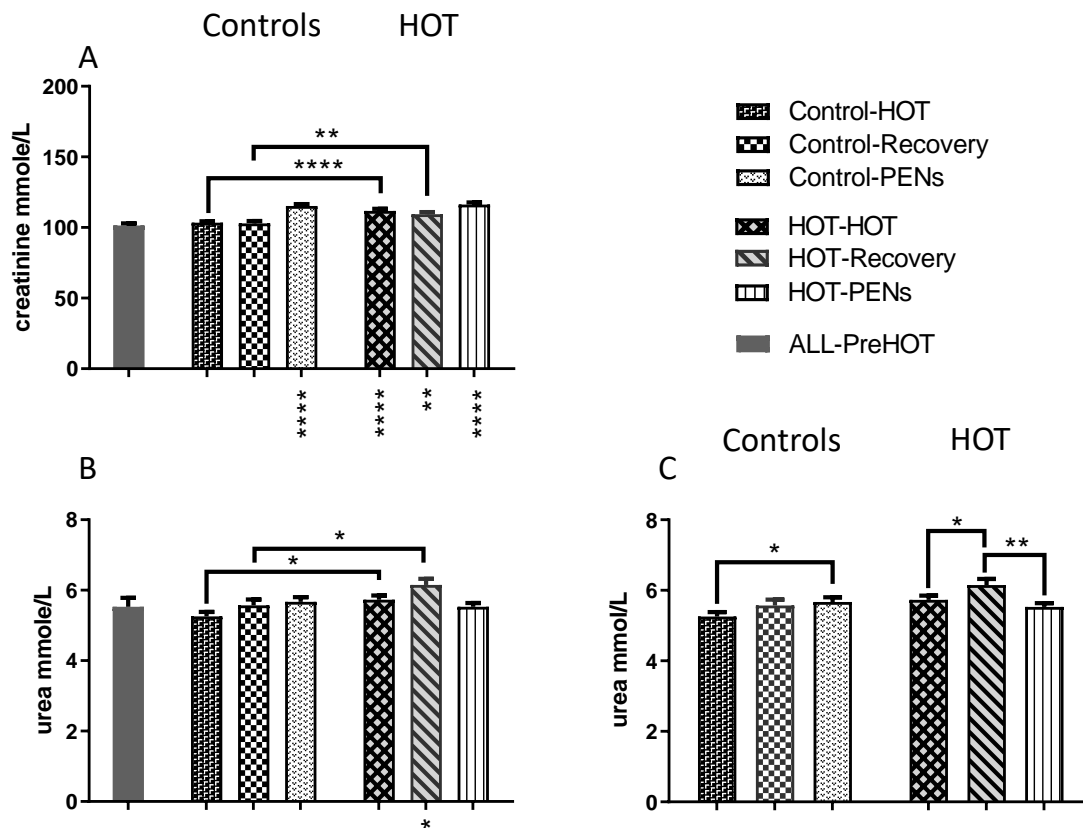 Controls HOT
A
200
150
100
50
0
creatinine mmole/L
**
****
****
****
**
****
Control-HOT
Control-Recovery
Control-PENs
HOT-HOT
HOT-Recovery
HOT-PENs
ALL-PreHOT
B
8
6
4
2
0
urea mmole/L
*
*
*
Controls HOT
C
8
6
4
2
0
urea mmol/L
*
*
**